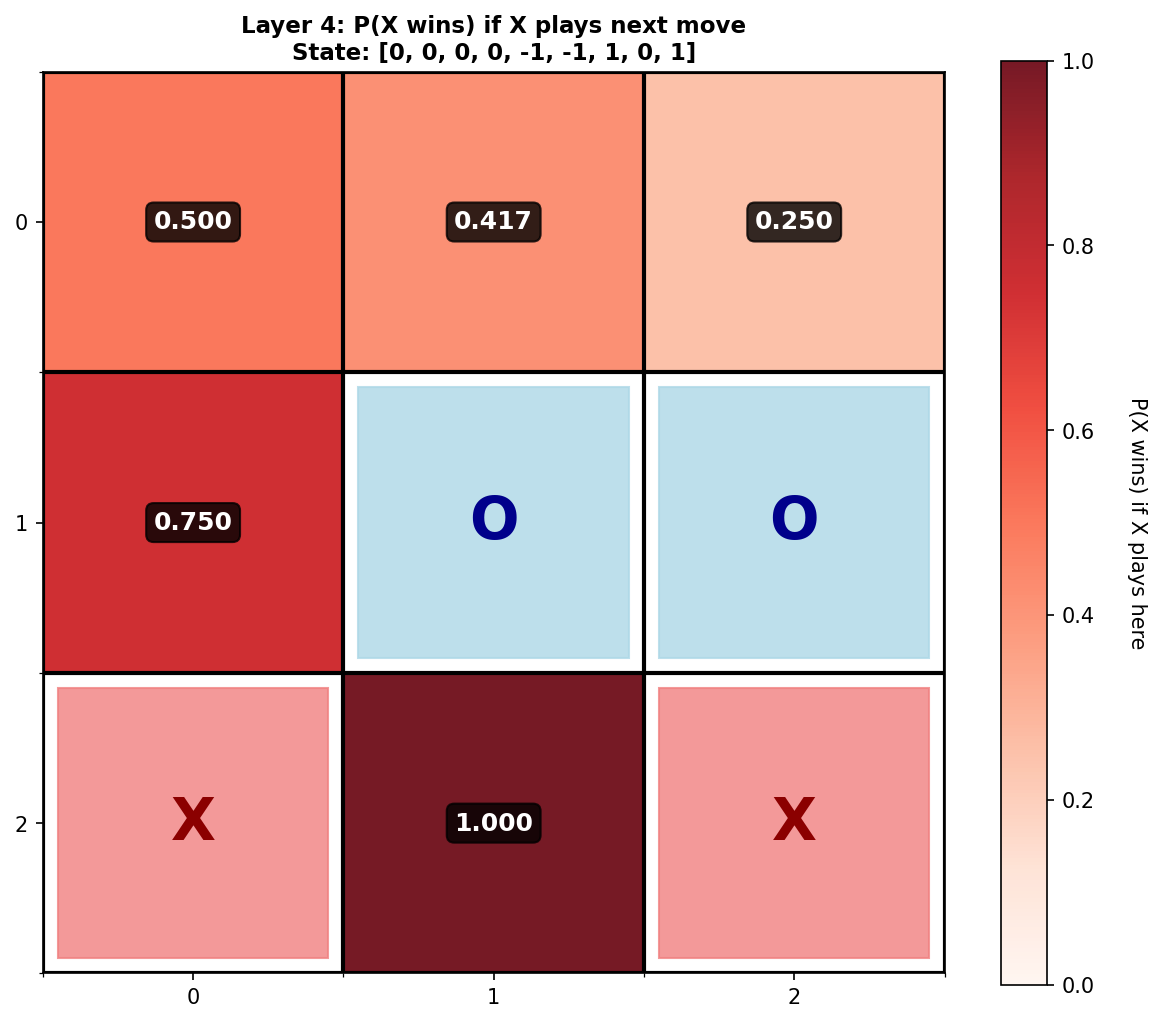 Layer 4: P(X wins) if X plays next move
State: [0, 0, 0, 0, -1, -1, 1, 0, 1]
0
0.500
0.417
0.250
1
0.750
O
O
2
X
1.000
X
0
1
2
1.0
0.8
0.6
0.4
0.2
0.0
P(X wins) if X plays here